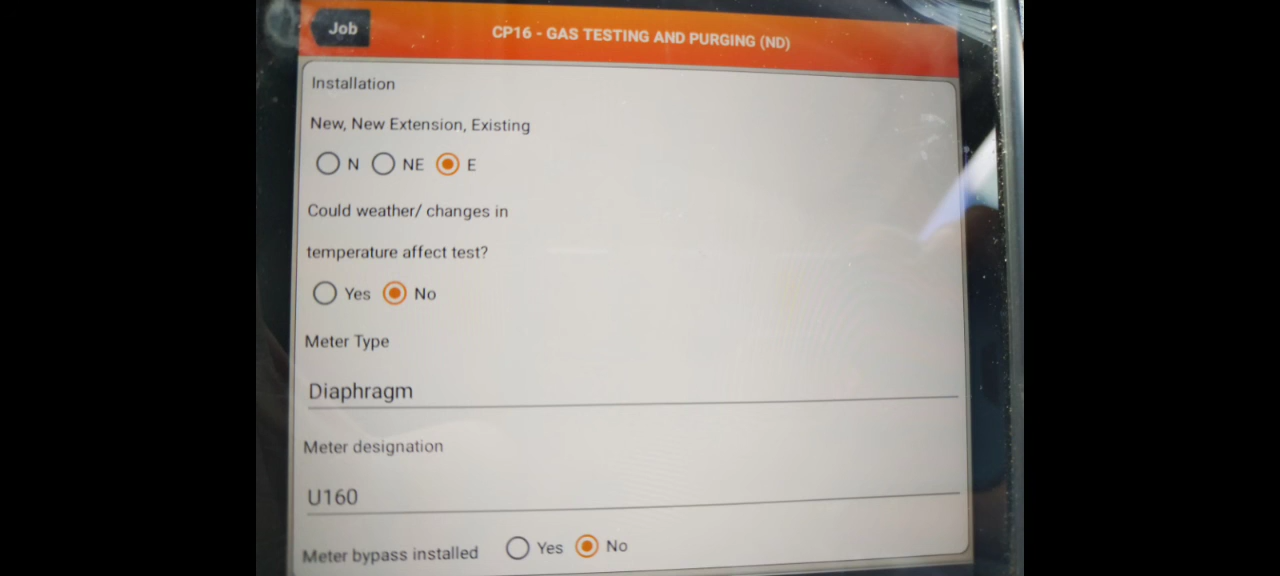 Job
CP16 - GAS TESTING AND PURGING (ND)
Installation
New, New Extension, Existing
N NE E
Could weather/ changes in
temperature affect test?
Yes No
Meter Type
Diaphragm
Meter designation
U160
Meter bypass installed Yes No